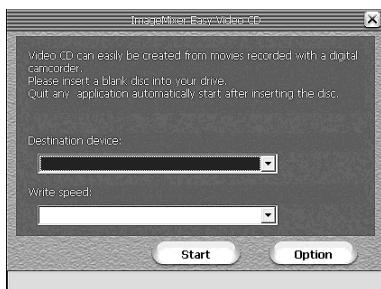 ImageMixer Easy Video CD
Video CD can easily be created from movies recorded with a digital
camcorder.
Please insert a blank disc into your drive.
Quit any application automatically start after inserting the disc.
Destination device:
Write speed:
Start
Option